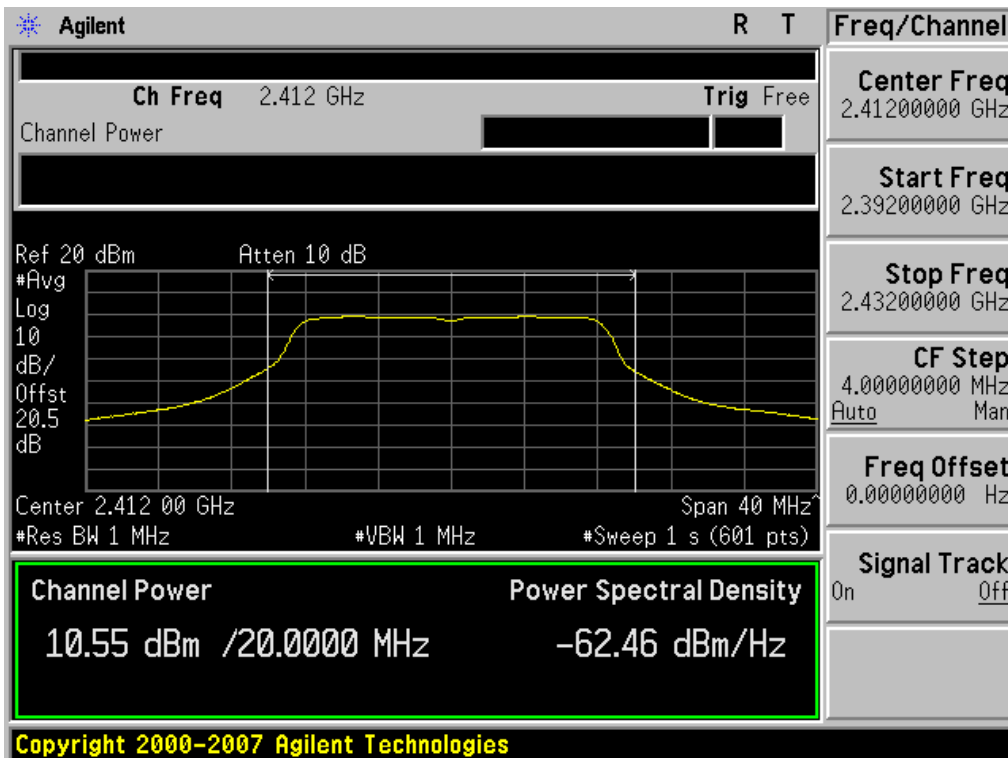 Agilent R T
Ch Freq 2.412 GHz Trig Free
Channel Power
Ref 20 dBm Atten 10 dB
#Avg
Log
10
dB/
Offst
20.5
dB
Center 2.412 00 GHz Span 40 MHz^
#Res BW 1 MHz #VBW 1 MHz #Sweep 1 s (601 pts)
Channel Power Power Spectral Density
10.55 dBm /20.0000 MHz -62.46 dBm/Hz
Copyright 2000-2007 Agilent Technologies
Freq/Channel
Center Freq
2.41200000 GHz
Start Freq
2.39200000 GHz
Stop Freq
2.43200000 GHz
CF Step
4.00000000 MHz
Auto Man
Freq Offset
0.00000000 Hz
Signal Track
On Off